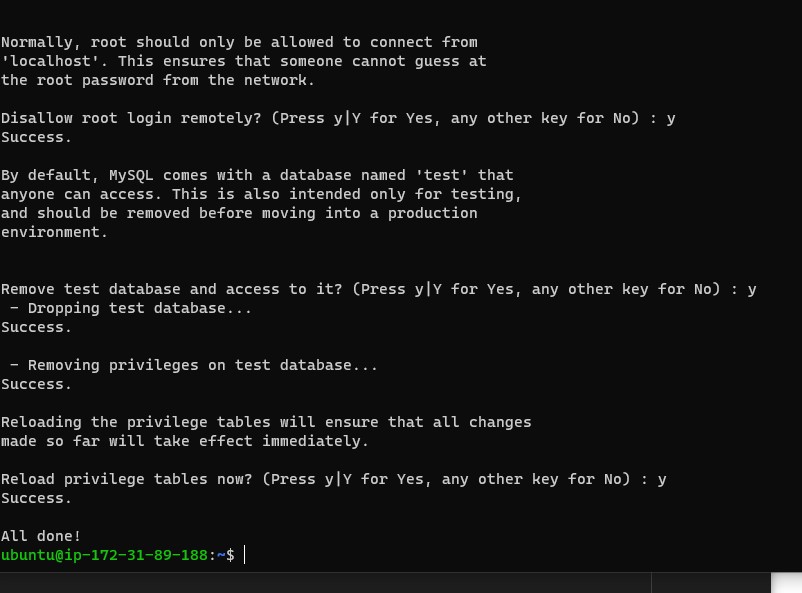 Normally, root should only be allowed to connect from
'localhost'. This ensures that someone cannot guess at
the root password from the network.
Disallow root login remotely? (Press y|Y for Yes, any other key for No) : y
Success.
By default, MySQL comes with a database named 'test' that
anyone can access. This is also intended only for testing,
and should be removed before moving into a production
environment.
Remove test database and access to it? (Press y|Y for Yes, any other key for No) : y
 - Dropping test database...
Success.
 - Removing privileges on test database...
Success.
Reloading the privilege tables will ensure that all changes
made so far will take effect immediately.
Reload privilege tables now? (Press y|Y for Yes, any other key for No) : y
Success.
All done!
ubuntu@ip-172-31-89-188:~$